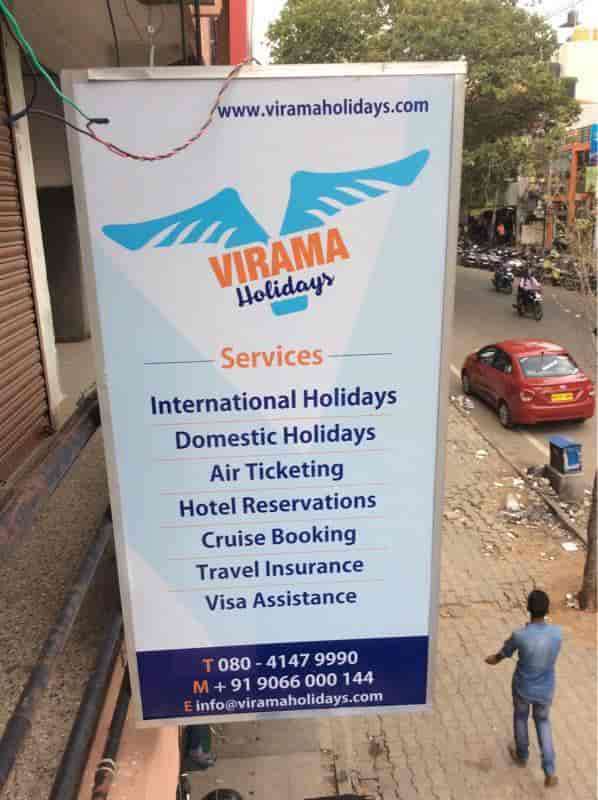 www.viramaholidays.com
VIRAMA
Holidays
Services
International Holidays
Domestic Holidays
Air Ticketing
Hotel Reservations
Cruise Booking
Travel Insurance
Visa Assistance
T 080 - 4147 9990
M + 91 9066 000 144
E info@viramaholidays.com